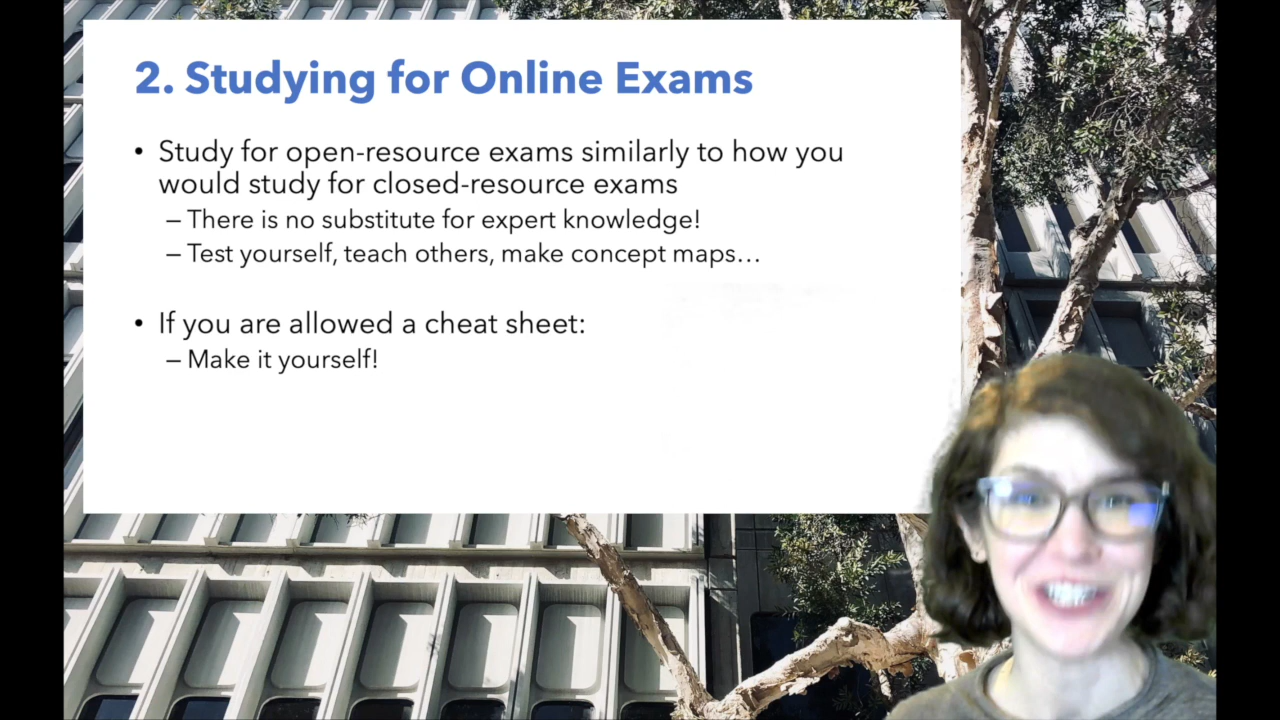 2. Studying for Online Exams
• Study for open-resource exams similarly to how you
would study for closed-resource exams
– There is no substitute for expert knowledge!
– Test yourself, teach others, make concept maps…
• If you are allowed a cheat sheet:
– Make it yourself!